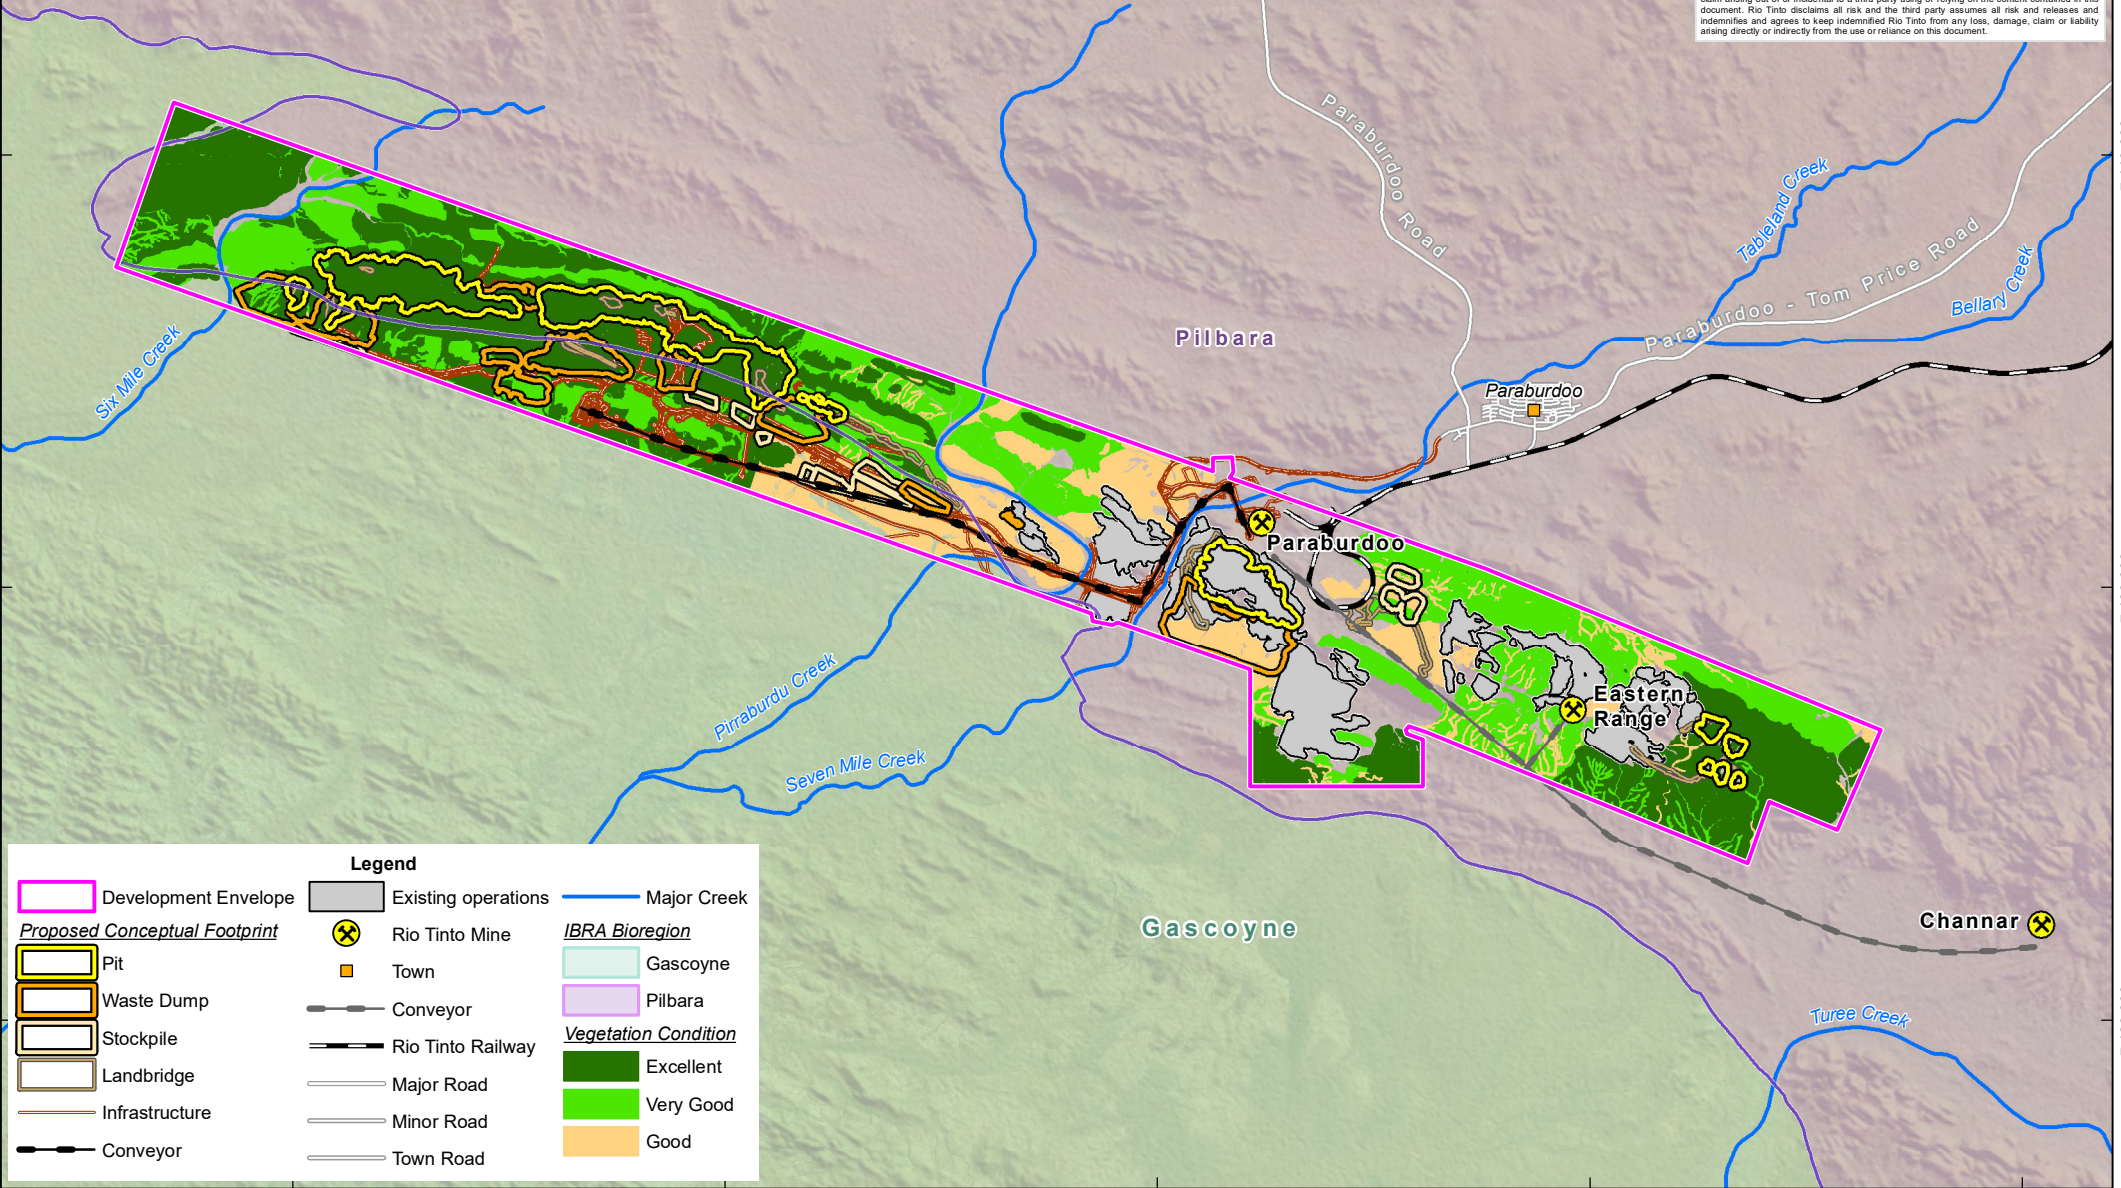 document. Rio Tinto disclaims all risk and the third party assumes all risk and releases and
indemnifies and agrees to keep indemnified Rio Tinto from any loss, damage, claim or liability
arising directly or indirectly from the use or reliance on this document.
Paraburdoo Road
Tableland Creek
Paraburdoo - Tom Price Road
Bellary Creek
Pilbara
Six Mile Creek
Paraburdoo
Paraburdoo
Pirraburdu Creek
Seven Mile Creek
Eastern
Range
Channar
Gascoyne
Turee Creek
Legend
Development Envelope
Proposed Conceptual Footprint
Pit
Waste Dump
Stockpile
Landbridge
Infrastructure
Conveyor
Existing operations
Rio Tinto Mine
Town
Conveyor
Rio Tinto Railway
Major Road
Minor Road
Town Road
Major Creek
IBRA Bioregion
Gascoyne
Pilbara
Vegetation Condition
Excellent
Very Good
Good